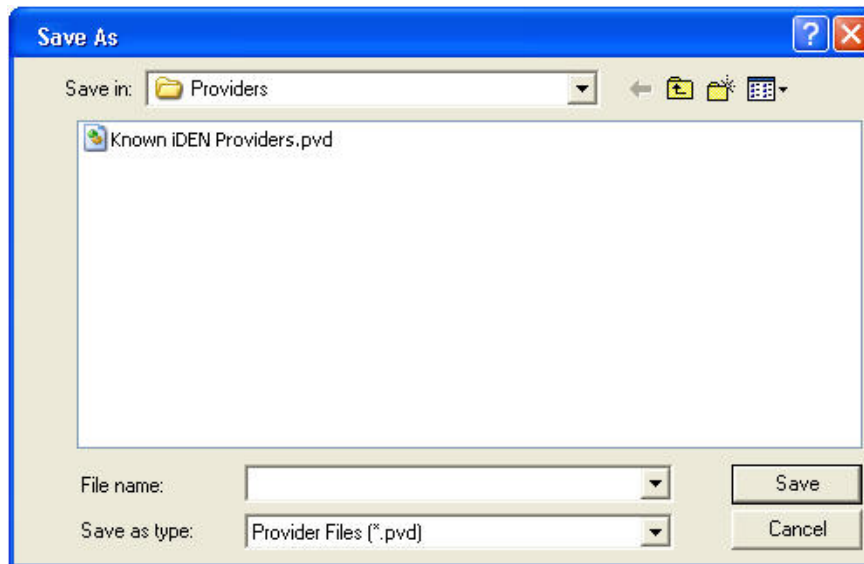 Save As
Save in: Providers
Known iDEN Providers.pvd
File name:
Save
Save as type: Provider Files (*.pvd)
Cancel